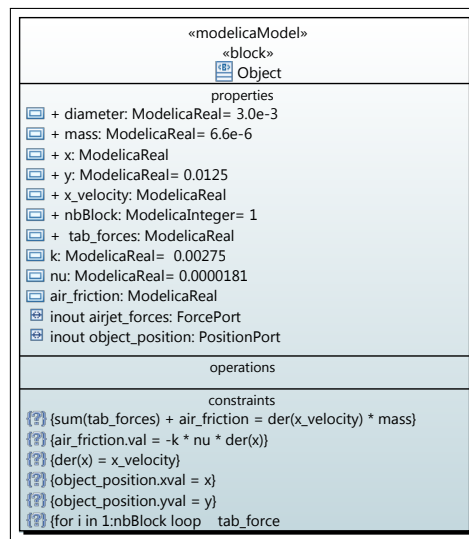 «modelicaModel»
«block»
Object
properties
+ diameter: ModelicaReal= 3.0e-3
+ mass: ModelicaReal= 6.6e-6
+ x: ModelicaReal
+ y: ModelicaReal= 0.0125
+ x_velocity: ModelicaReal
+ nbBlock: ModelicaInteger= 1
+ tab_forces: ModelicaReal
k: ModelicaReal= 0.00275
nu: ModelicaReal= 0.0000181
air_friction: ModelicaReal
inout airjet_forces: ForcePort
inout object_position: PositionPort
operations
constraints
{?} {sum(tab_forces) + air_friction = der(x_velocity) * mass}
{?} {air_friction.val = -k * nu * der(x)}
{?} {der(x) = x_velocity}
{?} {object_position.xval = x}
{?} {object_position.yval = y}
{?} {for i in 1:nbBlock loop tab_force